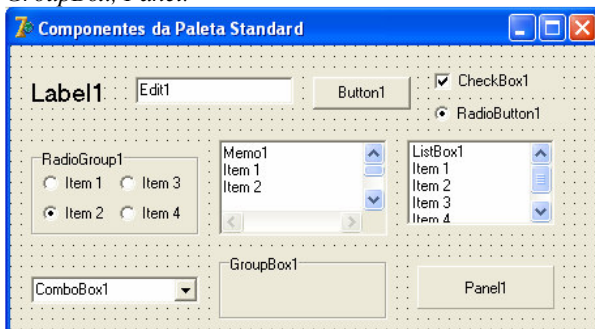 GroupBox, Panel.
Componentes da Paleta Standard
Label1
Edit1
Button1
CheckBox1
RadioButton1
RadioGroup1
Item 1
Item 3
Item 2
Item 4
Memo1
Item 1
Item 2
ListBox1
Item 1
Item 2
Item 3
Item 4
ComboBox1
GroupBox1
Panel1